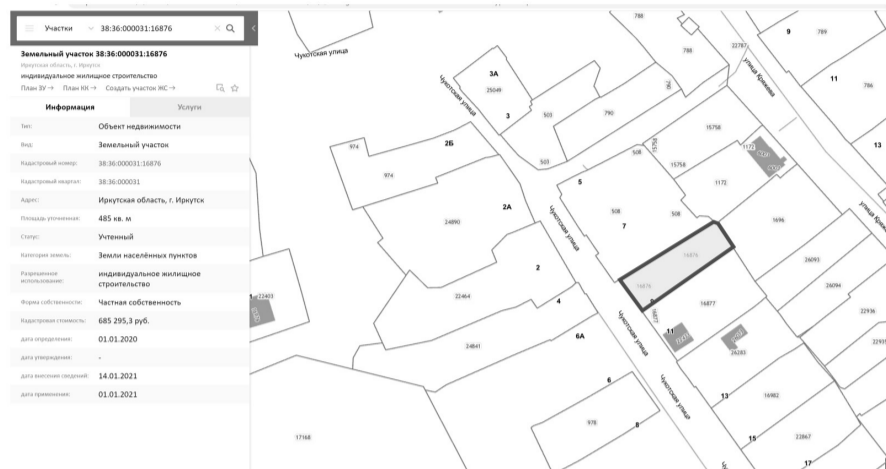 Участки 38:36:000031:16876
Земельный участок 38:36:000031:16876
Иркутская область, г. Иркутск
индивидуальное жилищное строительство
План ЗУ → План КК → Создать участок ЖС →
Информация Услуги
Тип: Объект недвижимости
Вид: Земельный участок
Кадастровый номер: 38:36:000031:16876
Кадастровый квартал: 38:36:000031
Адрес: Иркутская область, г. Иркутск
Площадь уточненная: 485 кв. м
Статус: Учтенный
Категория земель: Земли населённых пунктов
Разрешенное использование: индивидуальное жилищное
строительство
Форма собственности: Частная собственность
Кадастровая стоимость: 685 295,3 руб.
дата определения: 01.01.2020
дата утверждения: -
дата внесения сведений: 14.01.2021
дата применения: 01.01.2021
Чукотская улица
788
9
789
22787
улица Кряжева
788
11
786
Чукотская улица
3А
25049
3
503
790
790
503
13
974
2Б
974
508
15758
15758
15758
1172
1172
5
508
508
7
2А
24890
Чукотская улица
1696
улица Кряжева
26093
26094
2
22464
4
16876
16876
16877
16877
22403
11
22936
26283
24841
6А
Чукотская улица
6
978
8
Чукотская улица
13
16982
17168
15
22867
17